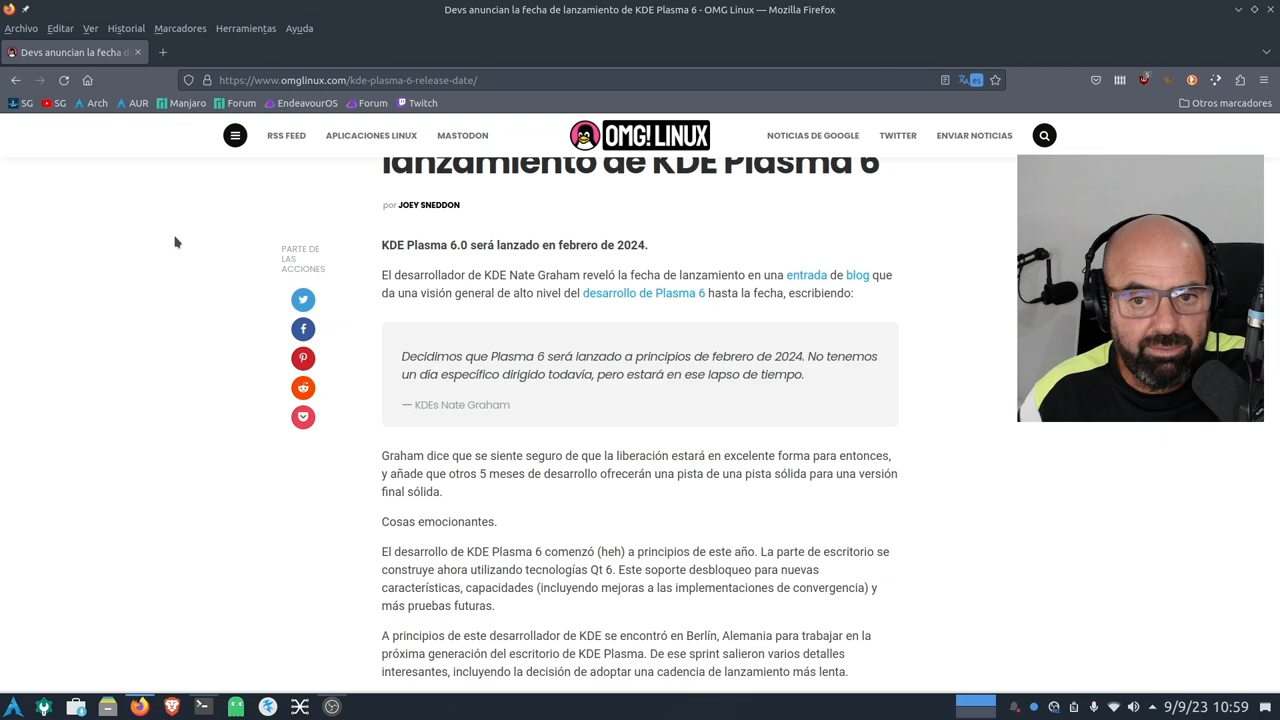 Devs anuncian la fecha de lanzamiento de KDE Plasma 6 - OMG Linux — Mozilla Firefox
Archivo Editar Ver Historial Marcadores Herramientas Ayuda
Devs anuncian la fecha d
https://www.omglinux.com/kde-plasma-6-release-date/
SG SG Arch AUR Manjaro Forum EndeavourOS Forum Twitch Otros marcadores
RSS FEED APLICACIONES LINUX MASTODON OMG! LINUX NOTICIAS DE GOOGLE TWITTER ENVIAR NOTICIAS
lanzamiento de KDE Plasma 6
por JOEY SNEDDON
PARTE DE
LAS
ACCIONES
KDE Plasma 6.0 será lanzado en febrero de 2024.
El desarrollador de KDE Nate Graham reveló la fecha de lanzamiento en una entrada de blog que
da una visión general de alto nivel del desarrollo de Plasma 6 hasta la fecha, escribiendo:
Decidimos que Plasma 6 será lanzado a principios de febrero de 2024. No tenemos
un día específico dirigido todavía, pero estará en ese lapso de tiempo.
— KDEs Nate Graham
Graham dice que se siente seguro de que la liberación estará en excelente forma para entonces,
y añade que otros 5 meses de desarrollo ofrecerán una pista de una pista sólida para una versión
final sólida.
Cosas emocionantes.
El desarrollo de KDE Plasma 6 comenzó (heh) a principios de este año. La parte de escritorio se
construye ahora utilizando tecnologías Qt 6. Este soporte desbloqueo para nuevas
características, capacidades (incluyendo mejoras a las implementaciones de convergencia) y
más pruebas futuras.
A principios de este desarrollador de KDE se encontró en Berlín, Alemania para trabajar en la
próxima generación del escritorio de KDE Plasma. De ese sprint salieron varios detalles
interesantes, incluyendo la decisión de adoptar una cadencia de lanzamiento más lenta.
9/9/23 10:59